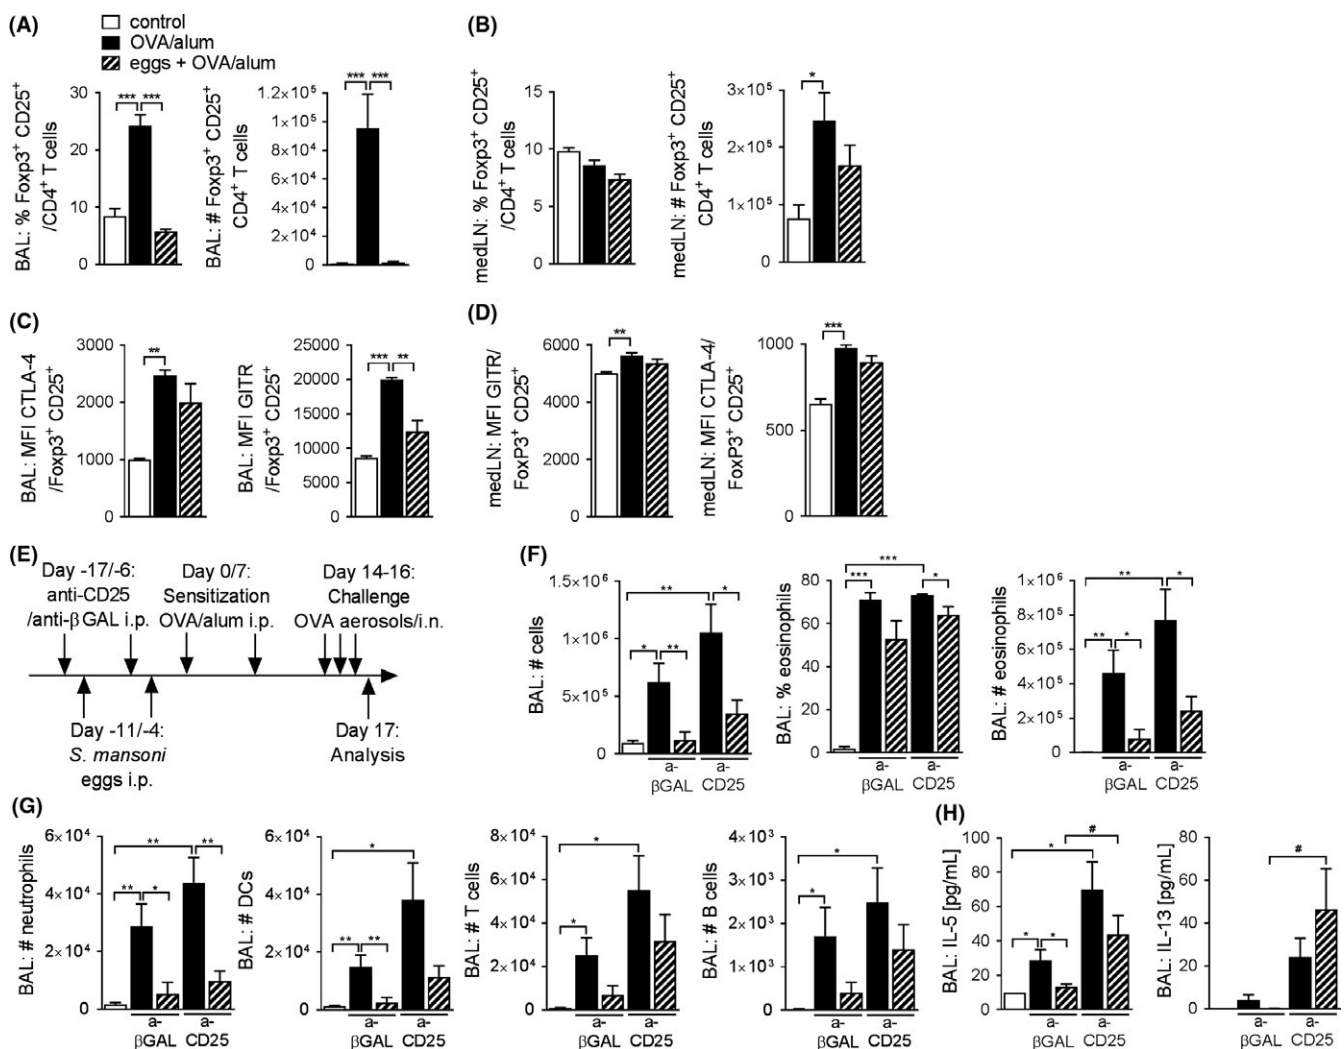 (A)
control
OVA/alum
eggs + OVA/alum
BAL: % Foxp3⁺ CD25⁺
/CD4⁺ T cells
30
20
10
0
*** ***
BAL: # Foxp3⁺ CD25⁺
CD4⁺ T cells
1.2×10⁵
1×10⁵
8×10⁴
6×10⁴
4×10⁴
2×10⁴
0
*** ***
(B)
medLN: % Foxp3⁺ CD25⁺
/CD4⁺ T cells
15
10
5
0
medLN: # Foxp3⁺ CD25⁺
CD4⁺ T cells
3×10⁵
2×10⁵
1×10⁵
0
*
(C)
BAL: MFI CTLA-4
/Foxp3⁺ CD25⁺
3000
2000
1000
0
**
BAL: MFI GITR
/Foxp3⁺ CD25⁺
25000
20000
15000
10000
5000
0
*** **
(D)
medLN: MFI GITR/
FoxP3⁺ CD25⁺
6000
4000
2000
0
**
medLN: MFI CTLA-4/
FoxP3⁺ CD25⁺
1000
500
0
***
(E)
Day -17/-6:
anti-CD25
/anti-βGAL i.p.
Day 0/7:
Sensitization
OVA/alum i.p.
Day 14-16:
Challenge
OVA aerosols/i.n.
Day -11/-4:
S. mansoni
eggs i.p.
Day 17:
Analysis
(F)
BAL: # cells
1.5×10⁶
1×10⁶
5×10⁵
0
** *
* **
a- a-
βGAL CD25
BAL: % eosinophils
80
60
40
20
0
***
*** *
a- a-
βGAL CD25
BAL: # eosinophils
1×10⁶
8×10⁵
6×10⁵
4×10⁵
2×10⁵
0
** *
** *
a- a-
βGAL CD25
(G)
BAL: # neutrophils
6×10⁴
4×10⁴
2×10⁴
0
** **
** *
a- a-
βGAL CD25
BAL: # DCs
6×10⁴
4×10⁴
2×10⁴
0
*
** **
a- a-
βGAL CD25
BAL: # T cells
6×10⁴
4×10⁴
2×10⁴
0
*
*
a- a-
βGAL CD25
BAL: # B cells
4×10³
3×10³
2×10³
1×10³
0
*
*
a- a-
βGAL CD25
(H)
BAL: IL-5 [pg/mL]
100
80
60
40
20
0
#
*
* *
a- a-
βGAL CD25
BAL: IL-13 [pg/mL]
80
60
40
20
0
#
a- a-
βGAL CD25